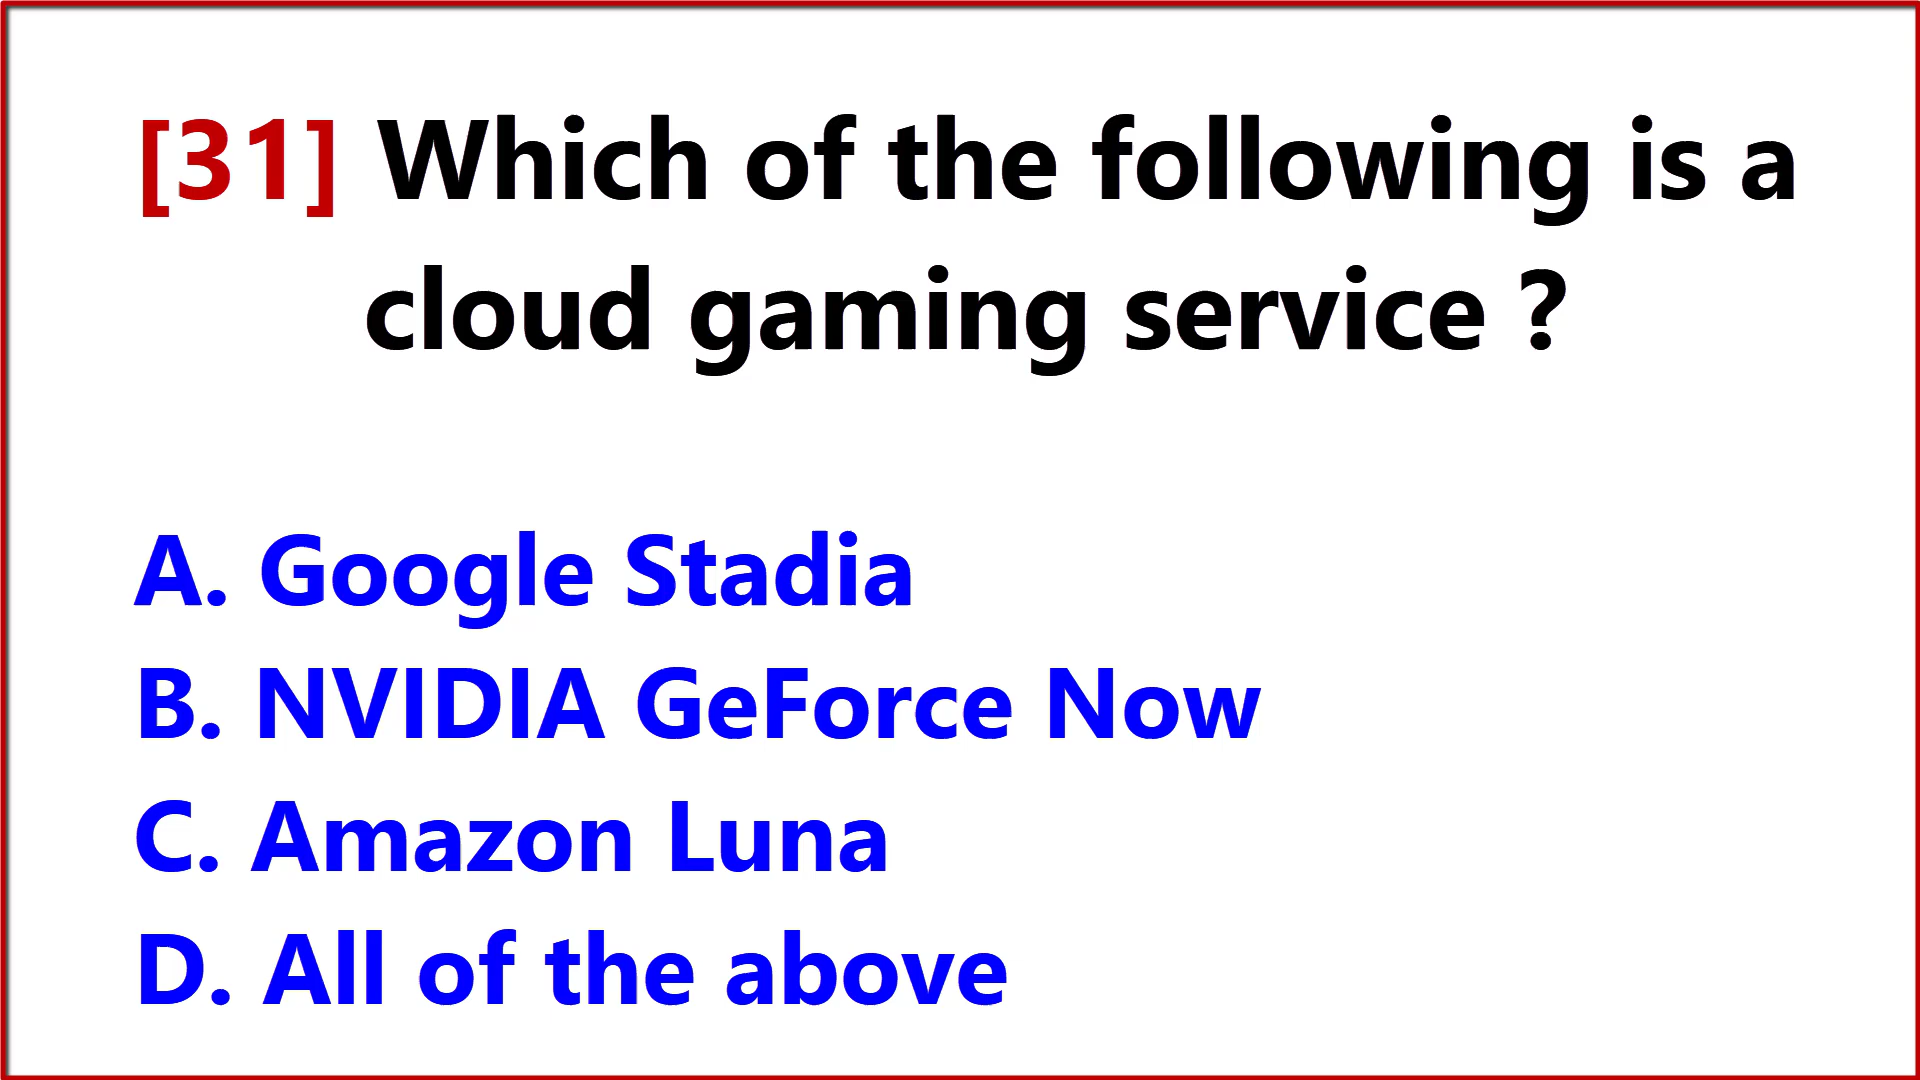 [31] Which of the following is a
cloud gaming service ?
A. Google Stadia
B. NVIDIA GeForce Now
C. Amazon Luna
D. All of the above